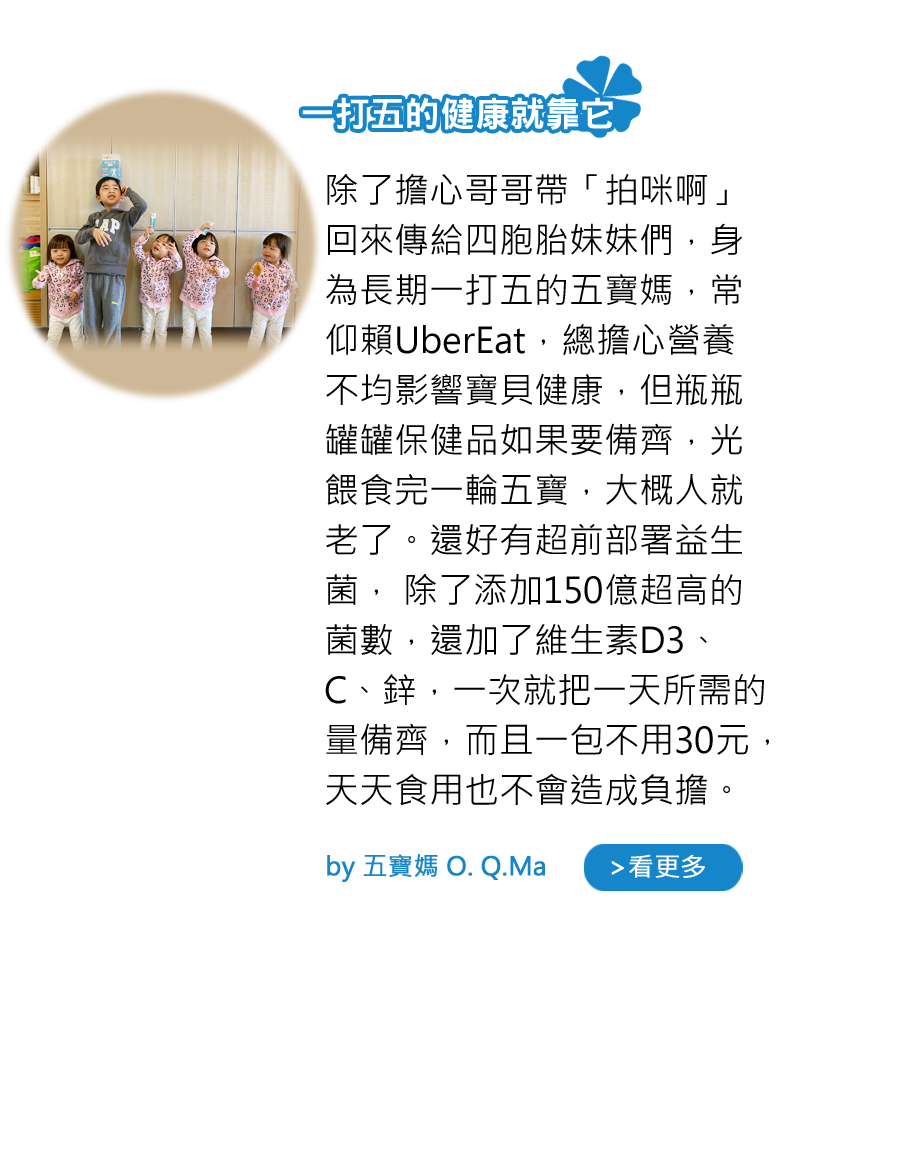 一打五的健康就靠它
除了擔心哥哥帶「拍咪啊」
回來傳給四胞胎妹妹們，身
為長期一打五的五寶媽，常
仰賴UberEat，總擔心營養
不均影響寶貝健康，但瓶瓶
罐罐保健品如果要備齊，光
餵食完一輪五寶，大概人就
老了。還好有超前部署益生
菌， 除了添加150億超高的
菌數，還加了維生素D3、
C、鋅，一次就把一天所需的
量備齊，而且一包不用30元，
天天食用也不會造成負擔。
by 五寶媽 O. Q.Ma
>看更多